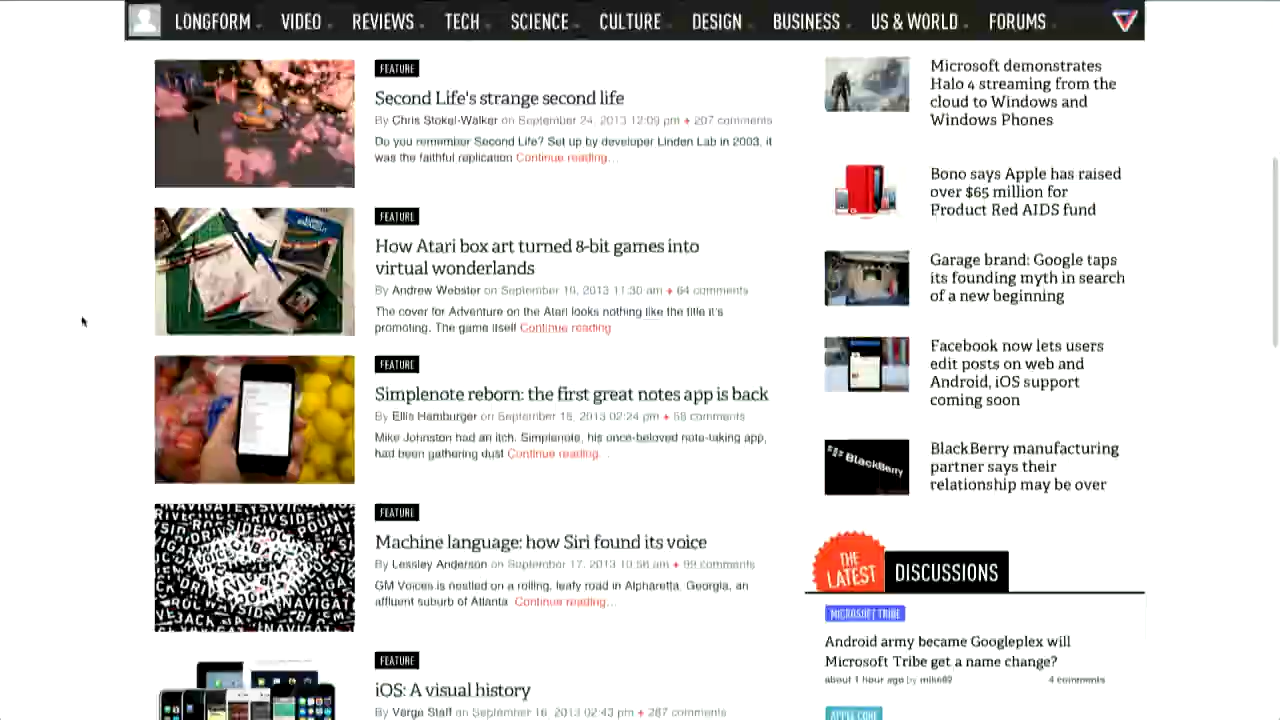 LONGFORM VIDEO REVIEWS TECH SCIENCE CULTURE DESIGN BUSINESS US & WORLD FORUMS
FEATURE
Second Life's strange second life
By Chris Stokel-Walker on September 24, 2013 12:09 pm + 207 comments
Do you remember Second Life? Set up by developer Linden Lab in 2003, it
was the faithful replication Continue reading…
FEATURE
How Atari box art turned 8-bit games into
virtual wonderlands
By Andrew Webster on September 2013 11:30 am + 64 comments
The cover for Adventure on the Atari looks nothing like the title it's
promoting. The game itself Continue reading
FEATURE
Simplenote reborn: the first great notes app is back
By Ellis Hamburger on September 2013 02:24 pm + comments
Mike Johnston had an itch. Simplenote, his once-beloved note-taking app,
had been gathering dust Continue reading…
FEATURE
Machine language: how Siri found its voice
By Lessley Anderson on September 17, 2013 10:56 am + 99 comments
GM Voices is nestled on a rolling, leafy road in Alpharetta, Georgia, an
affluent suburb of Atlanta Continue reading…
FEATURE
iOS: A visual history
By Verge Staff on September 16, 2013 02:43 pm + 267 comments
Microsoft demonstrates
Halo 4 streaming from the
cloud to Windows and
Windows Phones
Bono says Apple has raised
over $65 million for
Product Red AIDS fund
Garage brand: Google taps
its founding myth in search
of a new beginning
Facebook now lets users
edit posts on web and
Android, iOS support
coming soon
BlackBerry
BlackBerry manufacturing
partner says their
relationship may be over
THE
LATEST
DISCUSSIONS
MICROSOFT TRIBE
Android army became Googleplex will
Microsoft Tribe get a name change?
about 1 hour ago by 4 comments
APPLE CORE